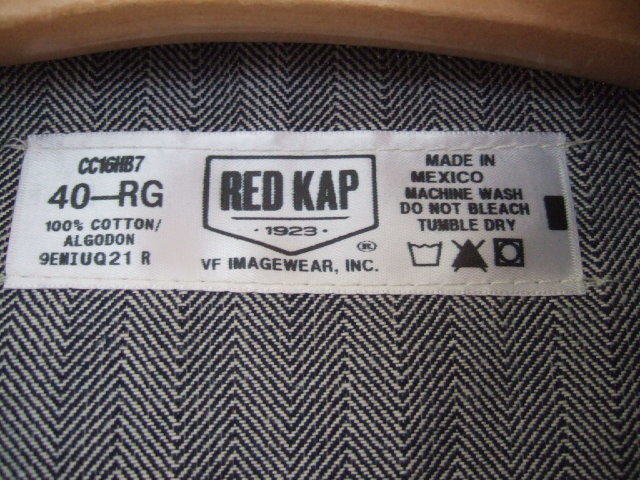 CC16HB7
40-RG
100% COTTON/
ALGODON
9EMIUQ21 R
RED KAP
· 1923 ·
®
VF IMAGEWEAR, INC.
MADE IN
MEXICO
MACHINE WASH
DO NOT BLEACH
TUMBLE DRY